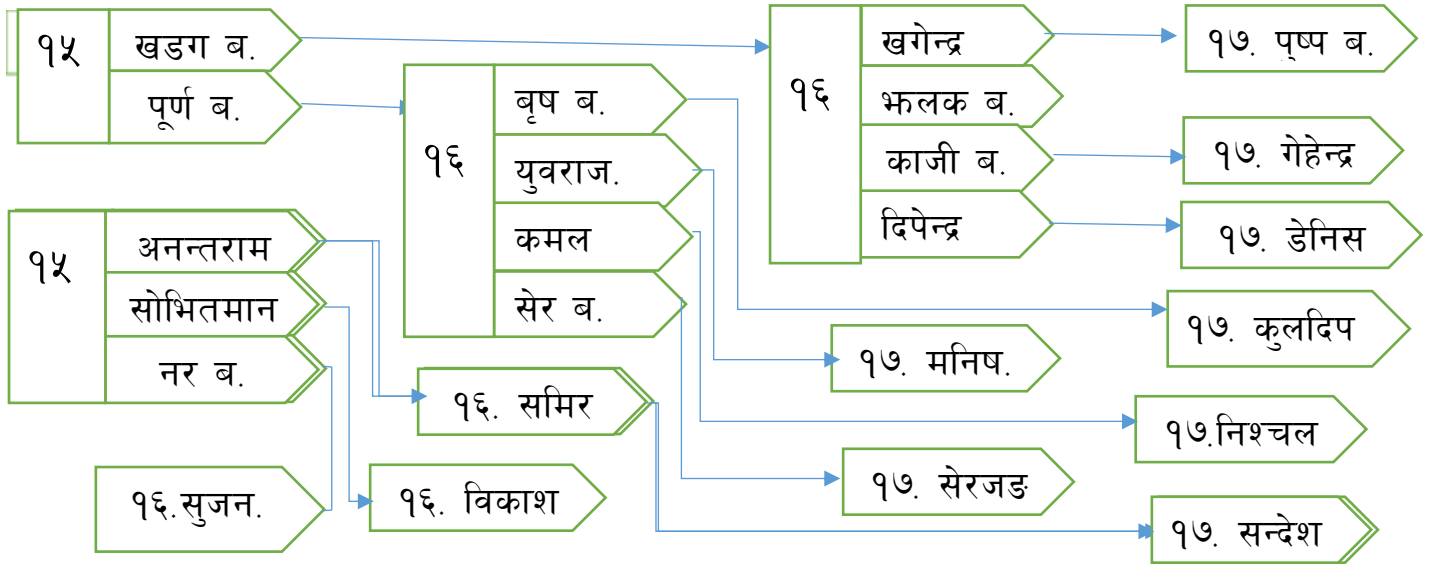 १५
खडग ब.
पूर्ण ब.
१६
खगेन्द्र
झलक ब.
काजी ब.
दिपेन्द्र
१७. पुष्प ब.
१७. गेहेन्द्र
१७. डेनिस
१६
बृष ब.
युवराज.
कमल
सेर ब.
१५
अनन्तराम
सोभितमान
नर ब.
१७. कुलदिप
१७. मनिष.
१६. समिर
१७.निश्चल
१६.सुजन.
१६. विकाश
१७. सेरजङ
१७. सन्देश